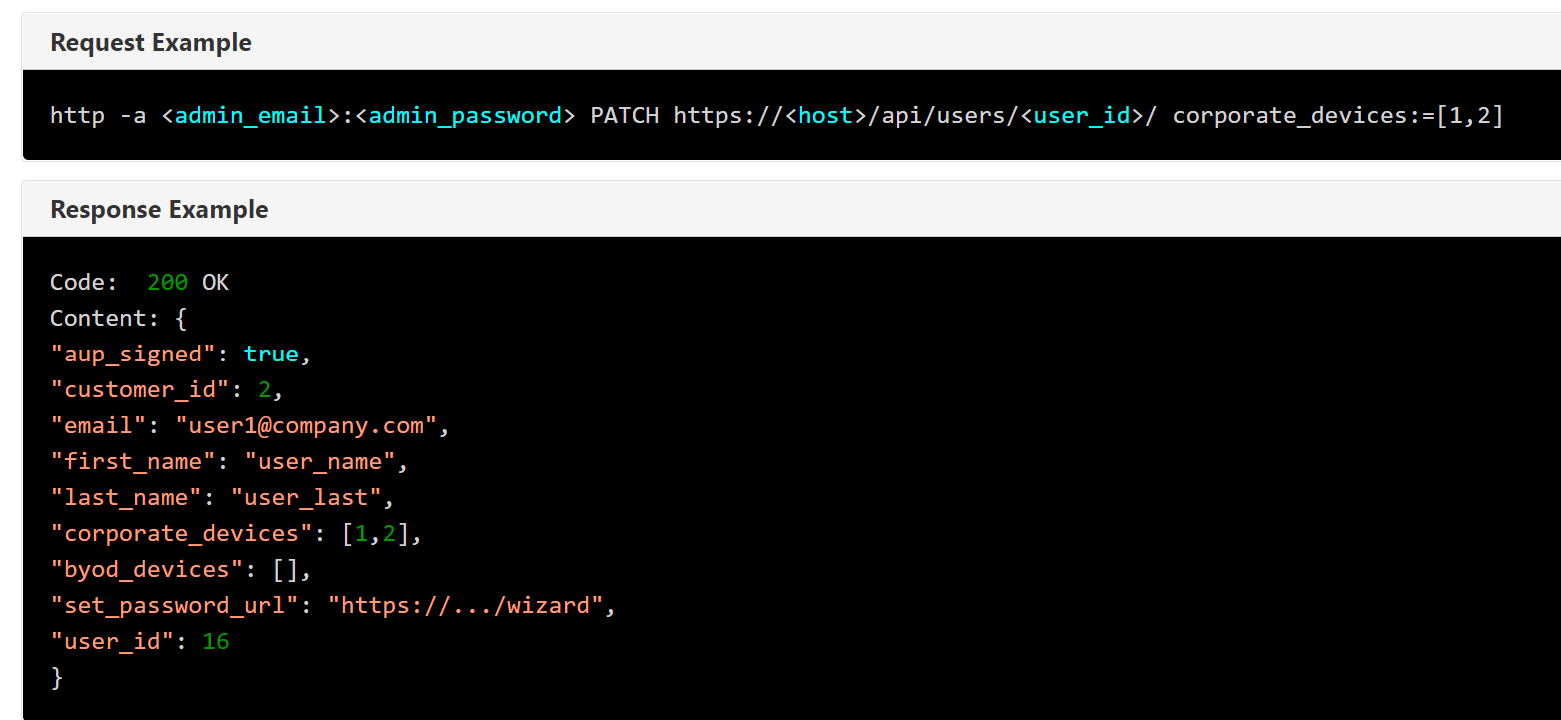 Request Example
http -a <admin_email>:<admin_password> PATCH https://<host>/api/users/<user_id>/ corporate_devices:=[1,2]
Response Example
Code:  200 OK
Content: {
"aup_signed": true,
"customer_id": 2,
"email": "user1@company.com",
"first_name": "user_name",
"last_name": "user_last",
"corporate_devices": [1,2],
"byod_devices": [],
"set_password_url": "https://.../wizard",
"user_id": 16
}